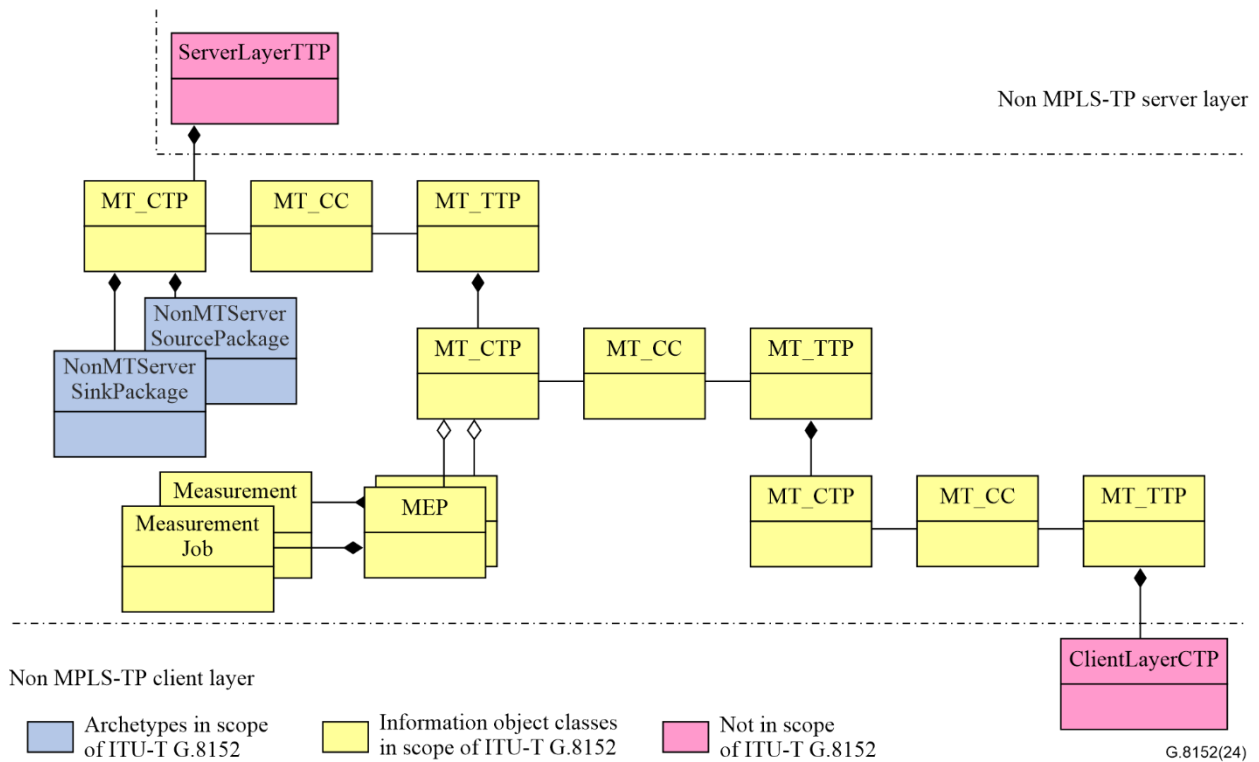 ServerLayerTTP
Non MPLS-TP server layer
MT_CTP
MT_CC
MT_TTP
NonMTServer
SourcePackage
NonMTServer
SinkPackage
MT_CTP
MT_CC
MT_TTP
Measurement
Measurement
Job
MEP
MT_CTP
MT_CC
MT_TTP
ClientLayerCTP
Non MPLS-TP client layer
Archetypes in scope
of ITU-T G.8152
Information object classes
in scope of ITU-T G.8152
Not in scope
of ITU-T G.8152
G.8152(24)